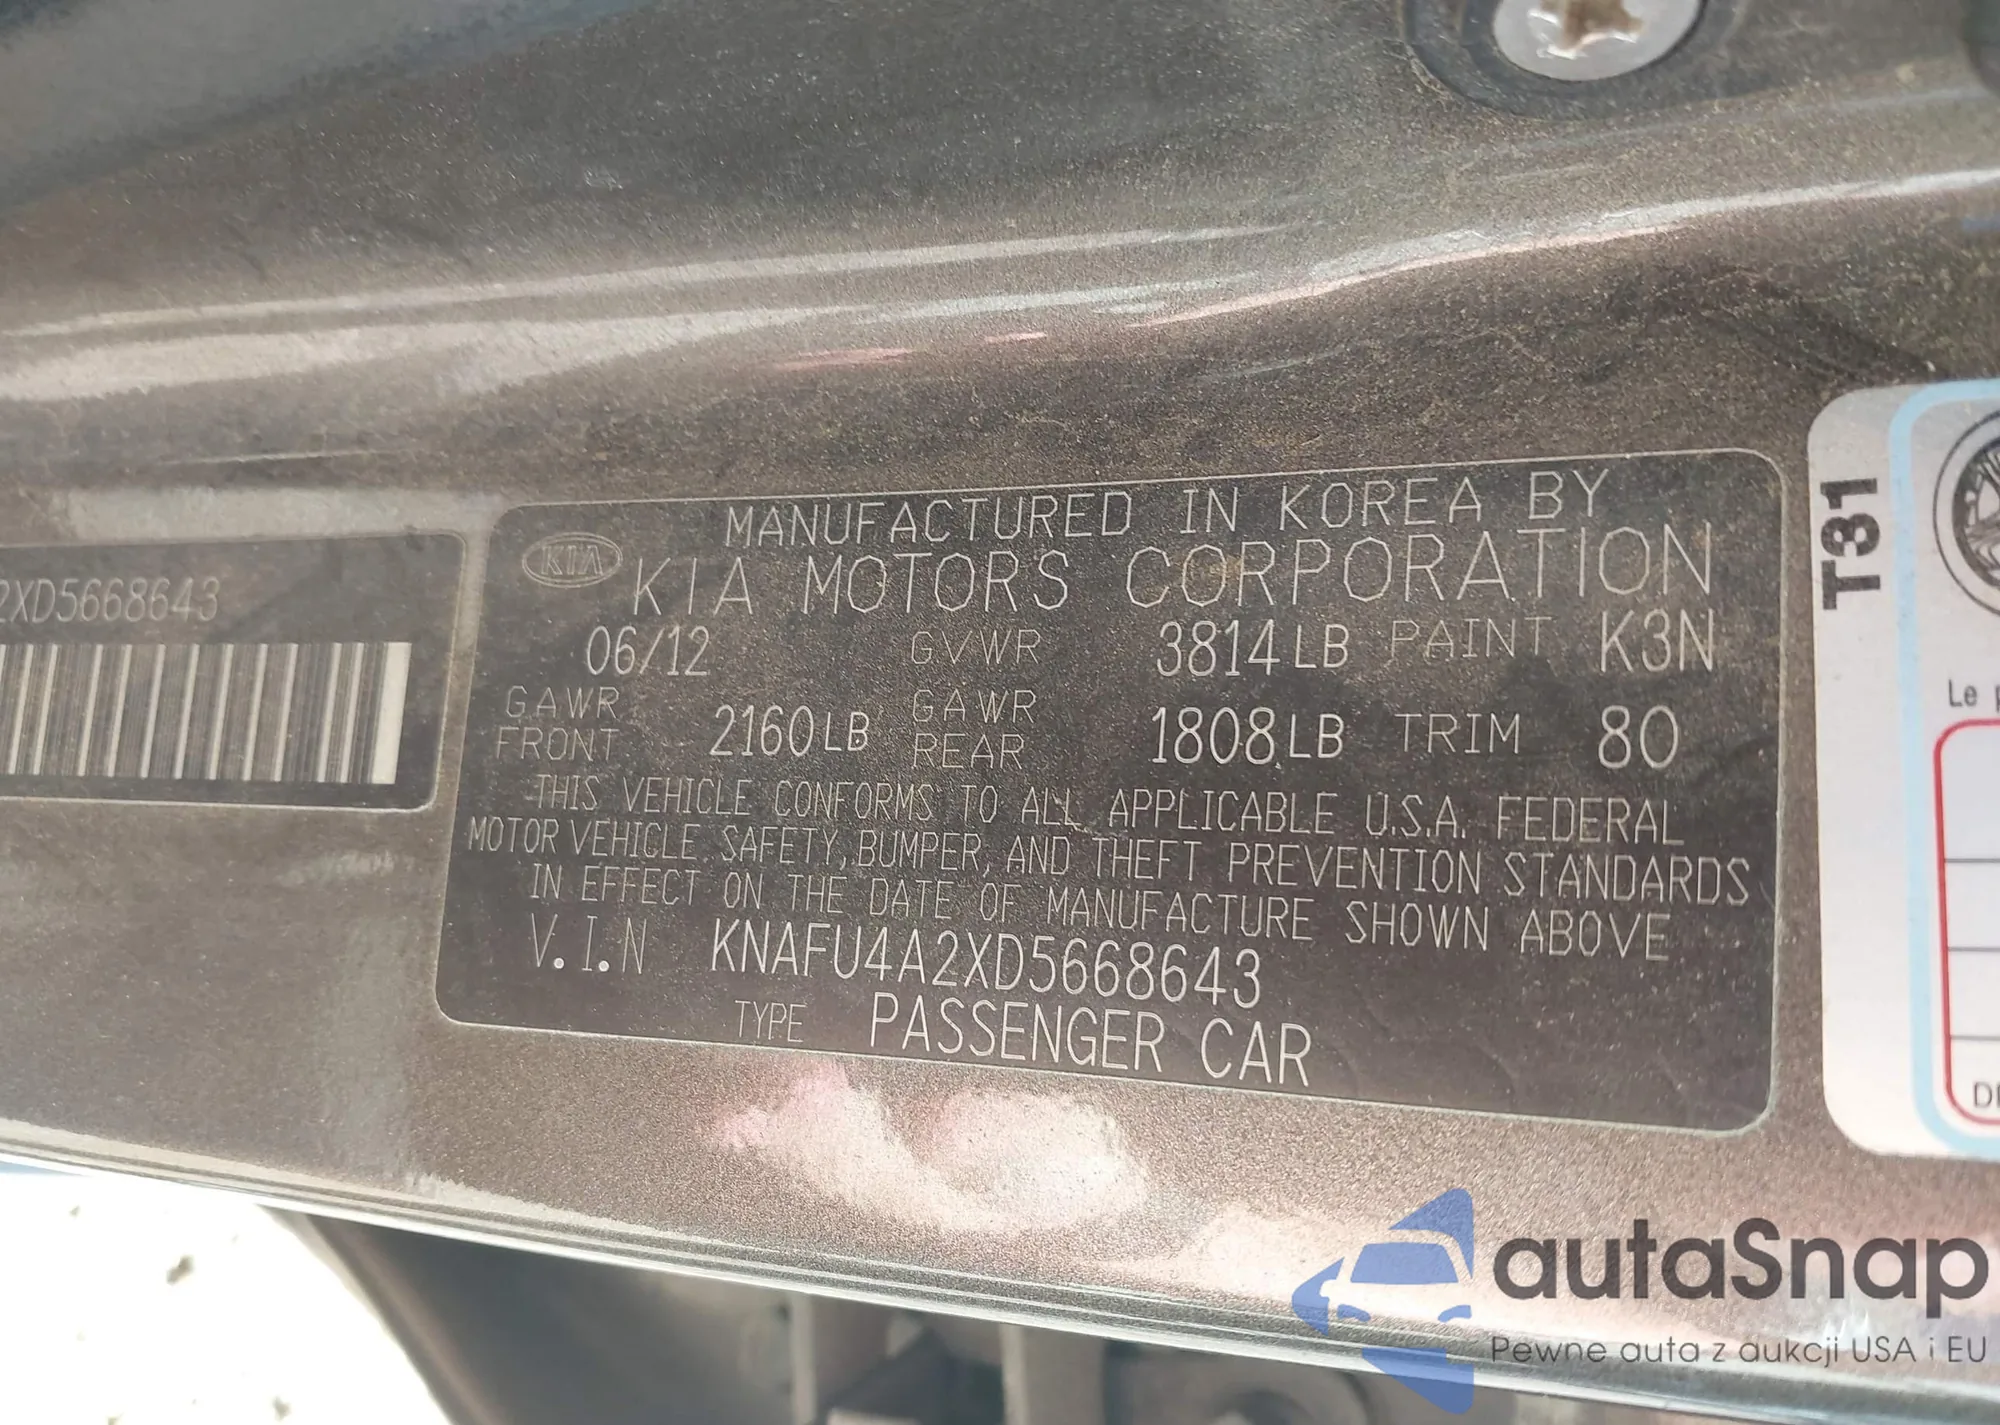 2XD5668643
KIA
MANUFACTURED IN KOREA BY
KIA MOTORS CORPORATION
06/12 GVWR 3814LB PAINT K3N
GAWR FRONT 2160LB GAWR REAR 1808LB TRIM 80
THIS VEHICLE CONFORMS TO ALL APPLICABLE U.S.A. FEDERAL
MOTOR VEHICLE SAFETY, BUMPER, AND THEFT PREVENTION STANDARDS
IN EFFECT ON THE DATE OF MANUFACTURE SHOWN ABOVE
V.I.N KNAFU4A2XD5668643
TYPE PASSENGER CAR
T31
Le
autaSnap
Pewne auta z aukcji USA i EU